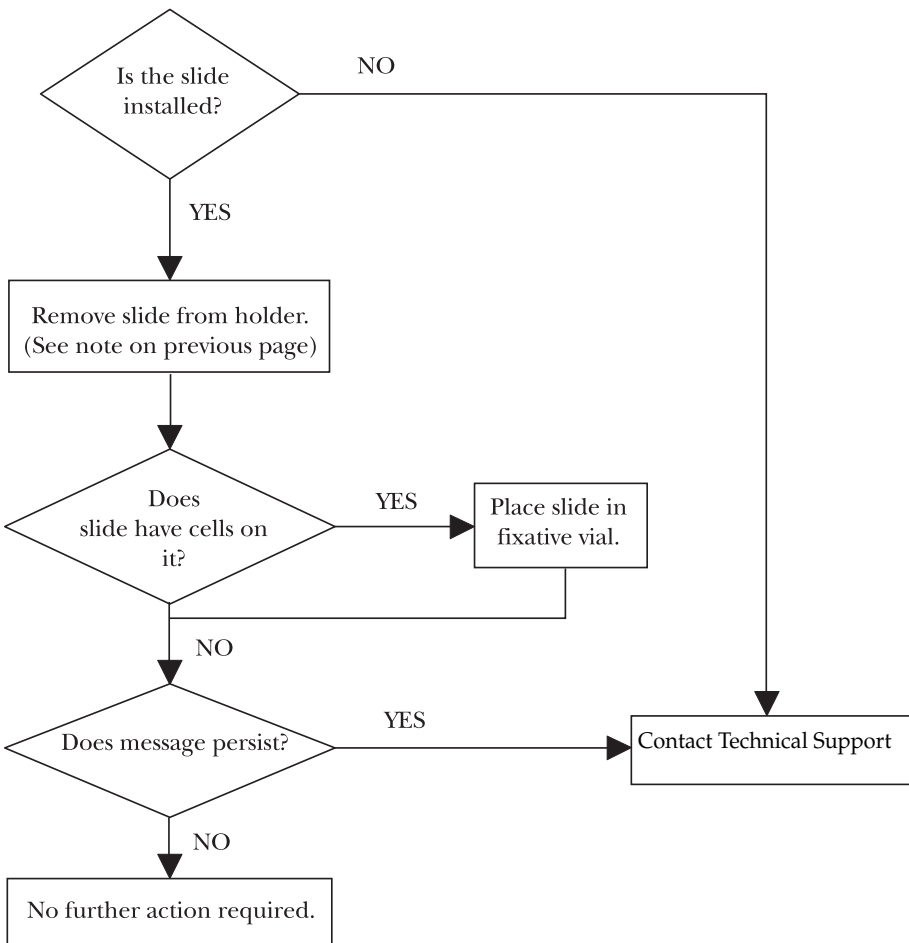 Is the slide
installed?
NO
YES
Remove slide from holder.
(See note on previous page)
Does
slide have cells on
it?
YES
Place slide in
fixative vial.
NO
Does message persist?
YES
Contact Technical Support
NO
No further action required.